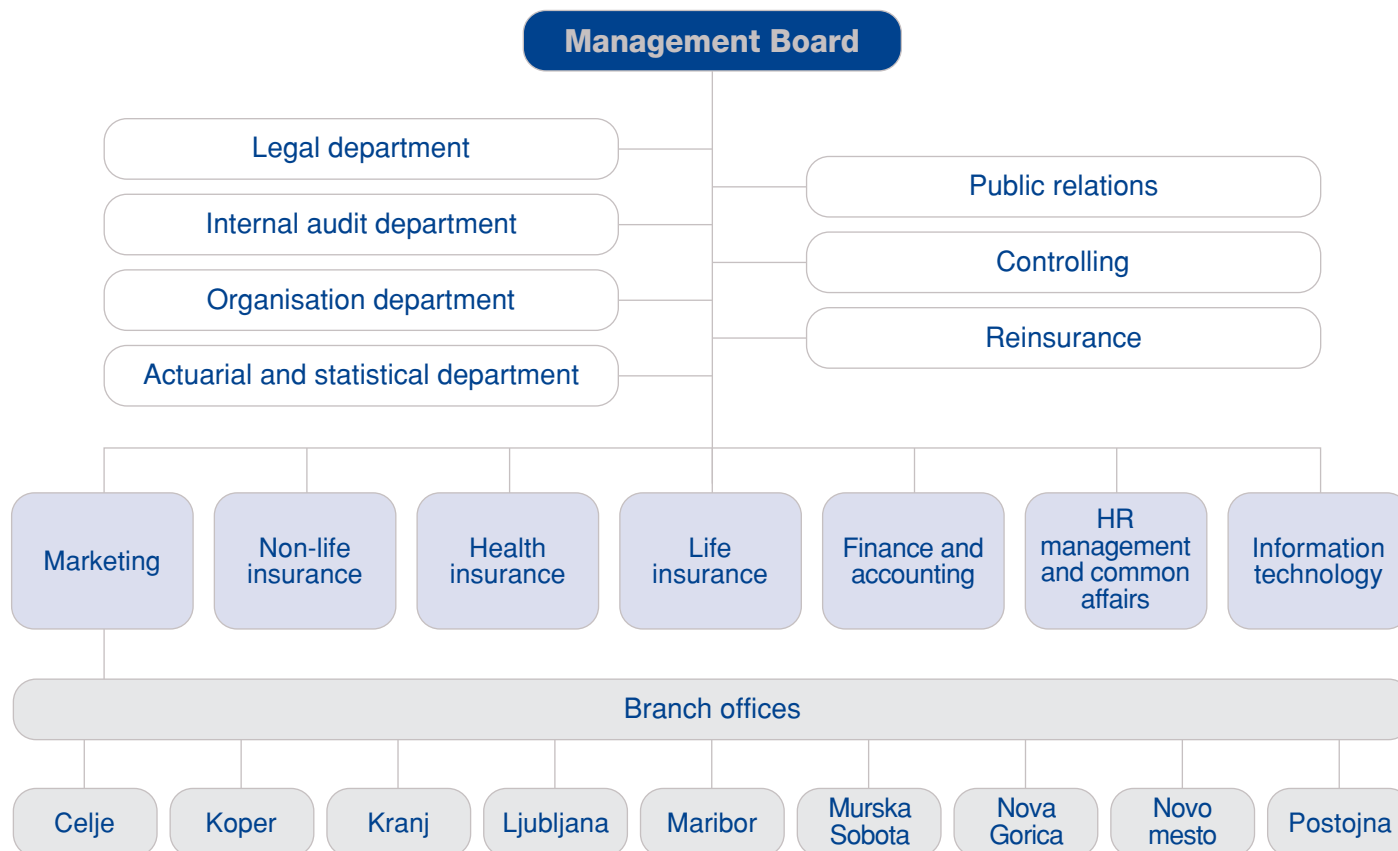 Management Board
Legal department
Internal audit department
Organisation department
Actuarial and statistical department
Public relations
Controlling
Reinsurance
Marketing
Non-life
insurance
Health
insurance
Life
insurance
Finance and
accounting
HR
management
and common
affairs
Information
technology
Branch offices
Celje
Koper
Kranj
Ljubljana
Maribor
Murska
Sobota
Nova
Gorica
Novo
mesto
Postojna